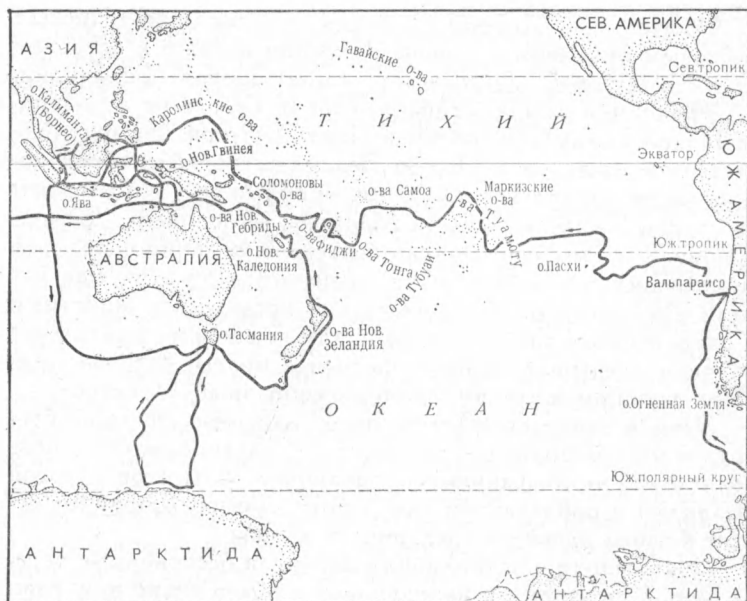 АЗИЯ
СЕВ. АМЕРИКА
Гавайские о-ва
Сев.тропик
о.Калимантан
(Борнео)
Каролинские о-ва
ТИХИЙ
о.Нов.Гвинея
Экватор
ЮЖ. АМЕРИКА
о.Ява
Соломоновы
о-ва
о-ва Самоа
Маркизские
о-ва
о-ва Туамоту
о-ва Нов.
Гебриды
о-ва Фиджи
о-ва Тонга
о-ва Тубуаи
Юж.тропик
АВСТРАЛИЯ
о.Нов.
Каледония
о.Пасхи
Вальпараисо
о.Тасмания
о-ва Нов.
Зеландия
ОКЕАН
о.Огненная Земля
Юж.полярный круг
АНТАРКТИДА
АНТАРКТИДА